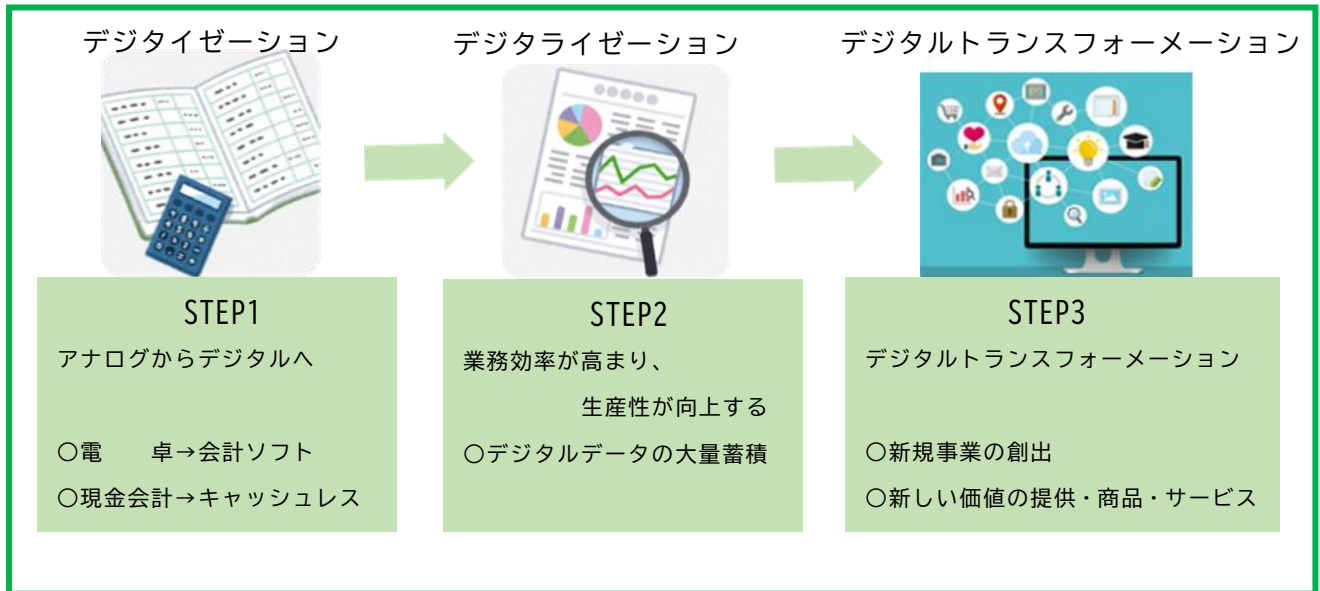 デジタイゼーション
デジタライゼーション
デジタルトランスフォーメーション
STEP1
アナログからデジタルへ
○電　　卓→会計ソフト
○現金会計→キャッシュレス
STEP2
業務効率が高まり、
生産性が向上する
○デジタルデータの大量蓄積
STEP3
デジタルトランスフォーメーション
○新規事業の創出
○新しい価値の提供・商品・サービス